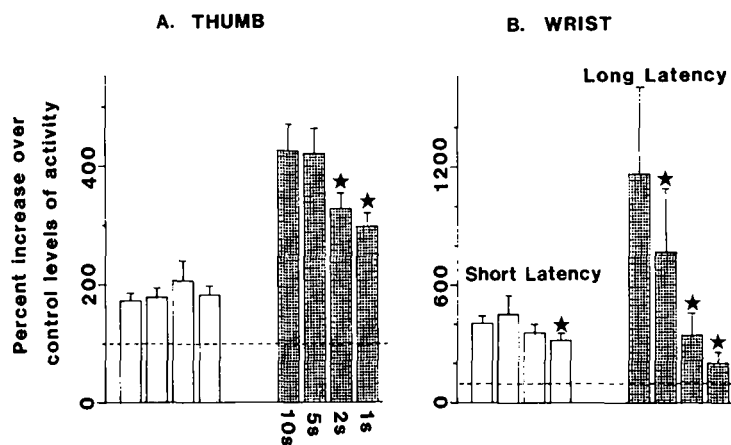 A. THUMB
B. WRIST
Percent increase over
control levels of activity
400
200
0
10s
5s
2s
1s
Long Latency
1200
Short Latency
600
0